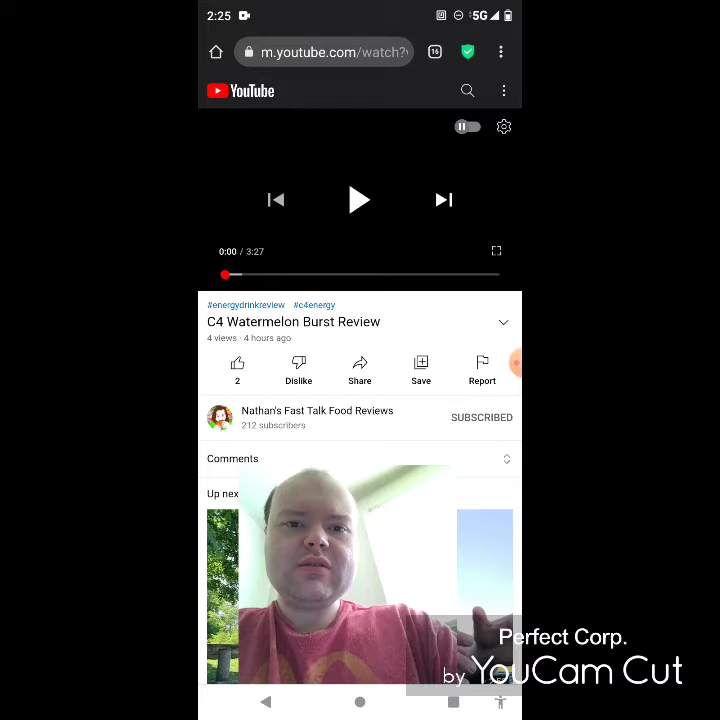 2:25 5G
m.youtube.com/watch?v 16
YouTube
0:00 / 3:27
#energydrinkreview #c4energy
C4 Watermelon Burst Review
4 views · 4 hours ago
2 Dislike Share Save Report
Nathan's Fast Talk Food Reviews
212 subscribers
SUBSCRIBED
Comments
Up nex
Perfect Corp.
by YouCam Cut